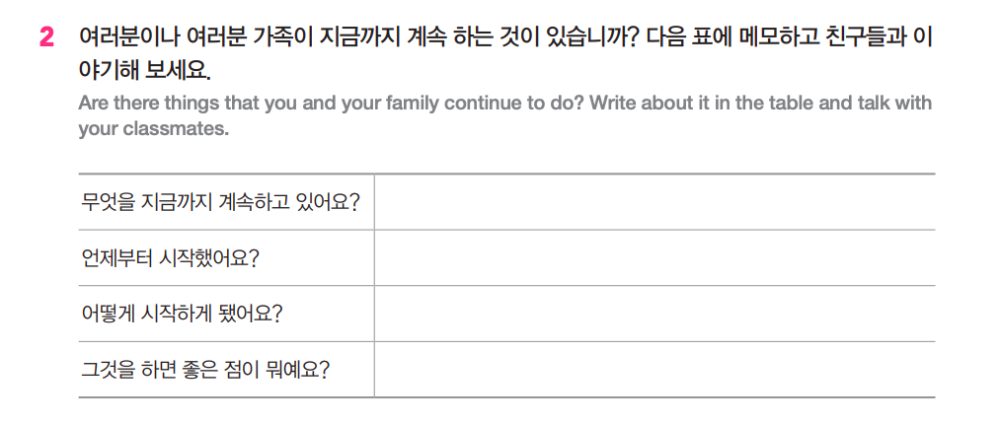 2 여러분이나 여러분 가족이 지금까지 계속 하는 것이 있습니까? 다음 표에 메모하고 친구들과 이
야기해 보세요.
Are there things that you and your family continue to do? Write about it in the table and talk with
your classmates.
무엇을 지금까지 계속하고 있어요?
언제부터 시작했어요?
어떻게 시작하게 됐어요?
그것을 하면 좋은 점이 뭐예요?